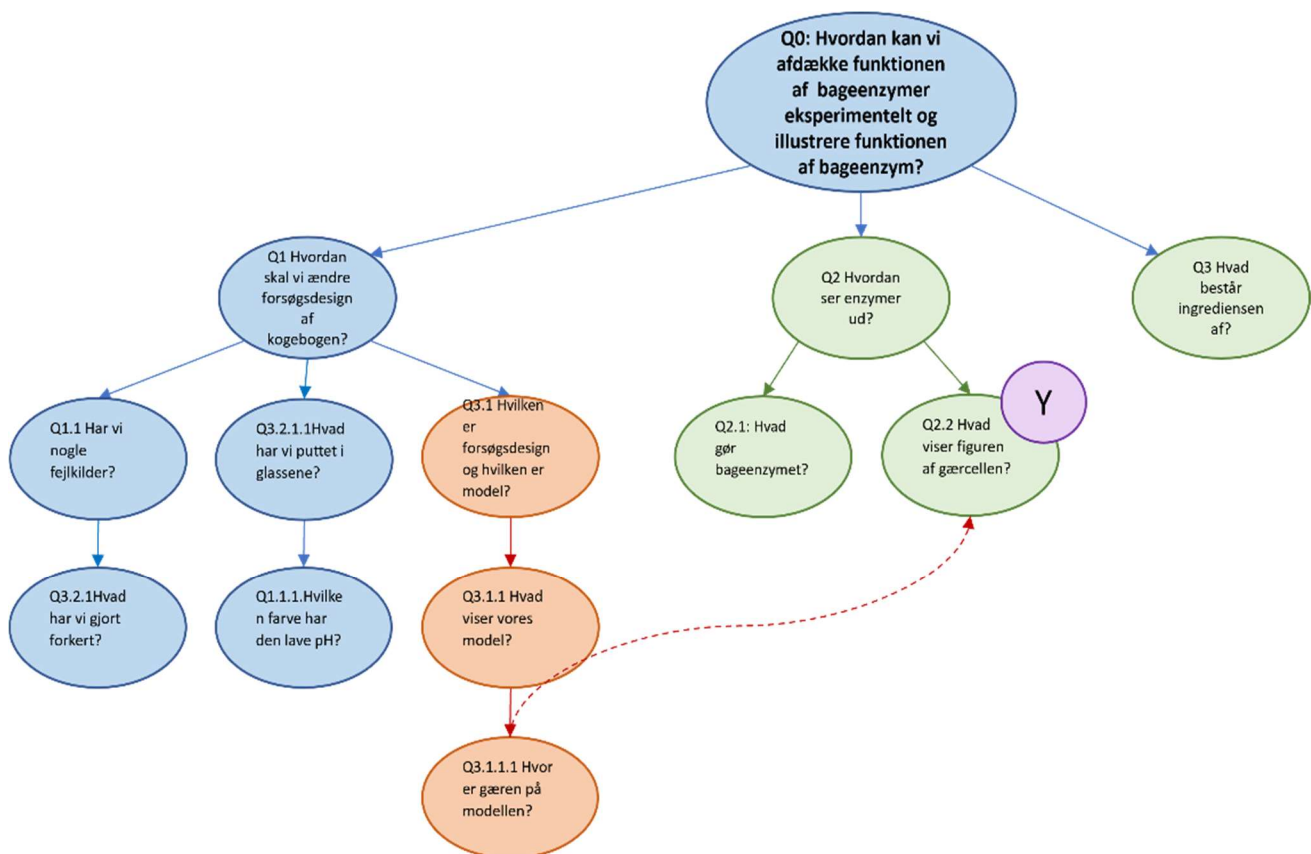 Q0: Hvordan kan vi
afdække funktionen
af bageenzymer
eksperimentelt og
illustrere funktionen
af bageenzym?
Q1 Hvordan
skal vi ændre
forsøgsdesign
af
kogebogen?
Q2 Hvordan
ser enzymer
ud?
Q3 Hvad
består
ingrediensen
af?
Q1.1 Har vi
nogle
fejlkilder?
Q3.2.1.1Hvad
har vi puttet i
glassene?
Q3.1 Hvilken
er
forsøgsdesign
og hvilken er
model?
Q2.1: Hvad
gør
bageenzymet?
Q2.2 Hvad
viser figuren
af gærcellen?
Y
Q3.2.1Hvad
har vi gjort
forkert?
Q1.1.1.Hvilke
n farve har
den lave pH?
Q3.1.1 Hvad
viser vores
model?
Q3.1.1.1 Hvor
er gæren på
modellen?